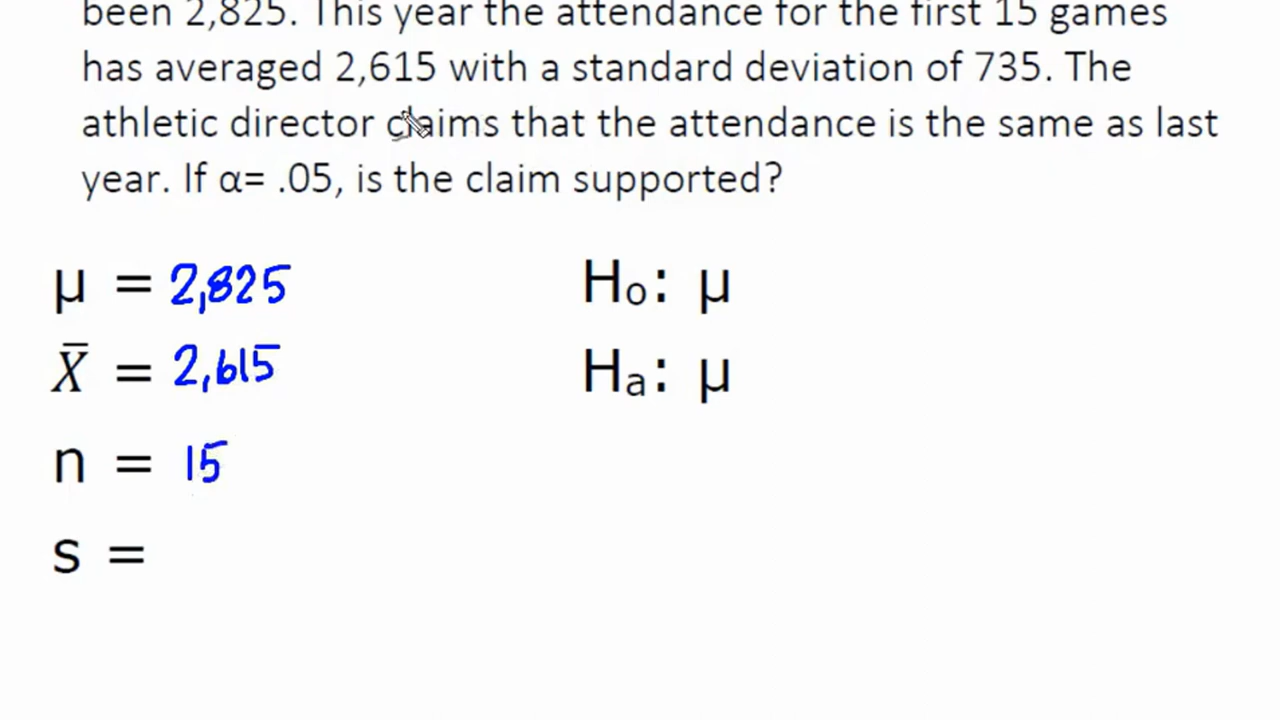 been 2,825. This year the attendance for the first 15 games
has averaged 2,615 with a standard deviation of 735. The
athletic director claims that the attendance is the same as last
year. If α= .05, is the claim supported?
μ = 2,825
X̄ = 2,615
n = 15
s =
Hₒ: μ
Hₐ: μ